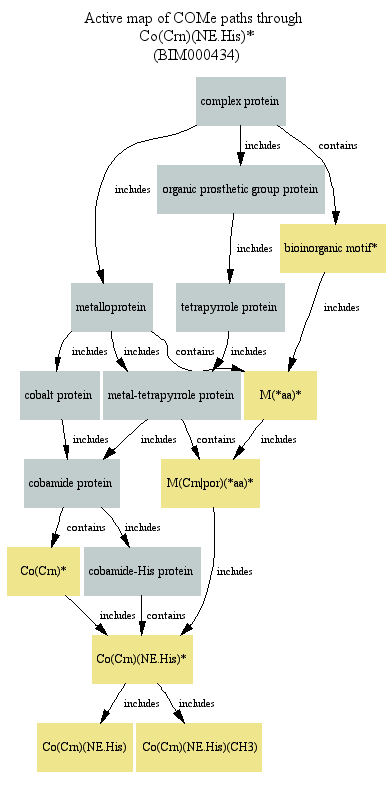 Active map of COMe paths through
Co(Crn)(NE.His)*
(BIM000434)
complex protein
includes
contains
includes
organic prosthetic group protein
includes
bioinorganic motif*
includes
metalloprotein
tetrapyrrole protein
includes
includes
contains
includes
cobalt protein
metal-tetrapyrrole protein
M(*aa)*
includes
includes
contains
includes
cobamide protein
M(Crn|por)(*aa)*
contains
includes
includes
Co(Crn)*
cobamide-His protein
includes
contains
Co(Crn)(NE.His)*
includes
includes
Co(Crn)(NE.His)
Co(Crn)(NE.His)(CH3)